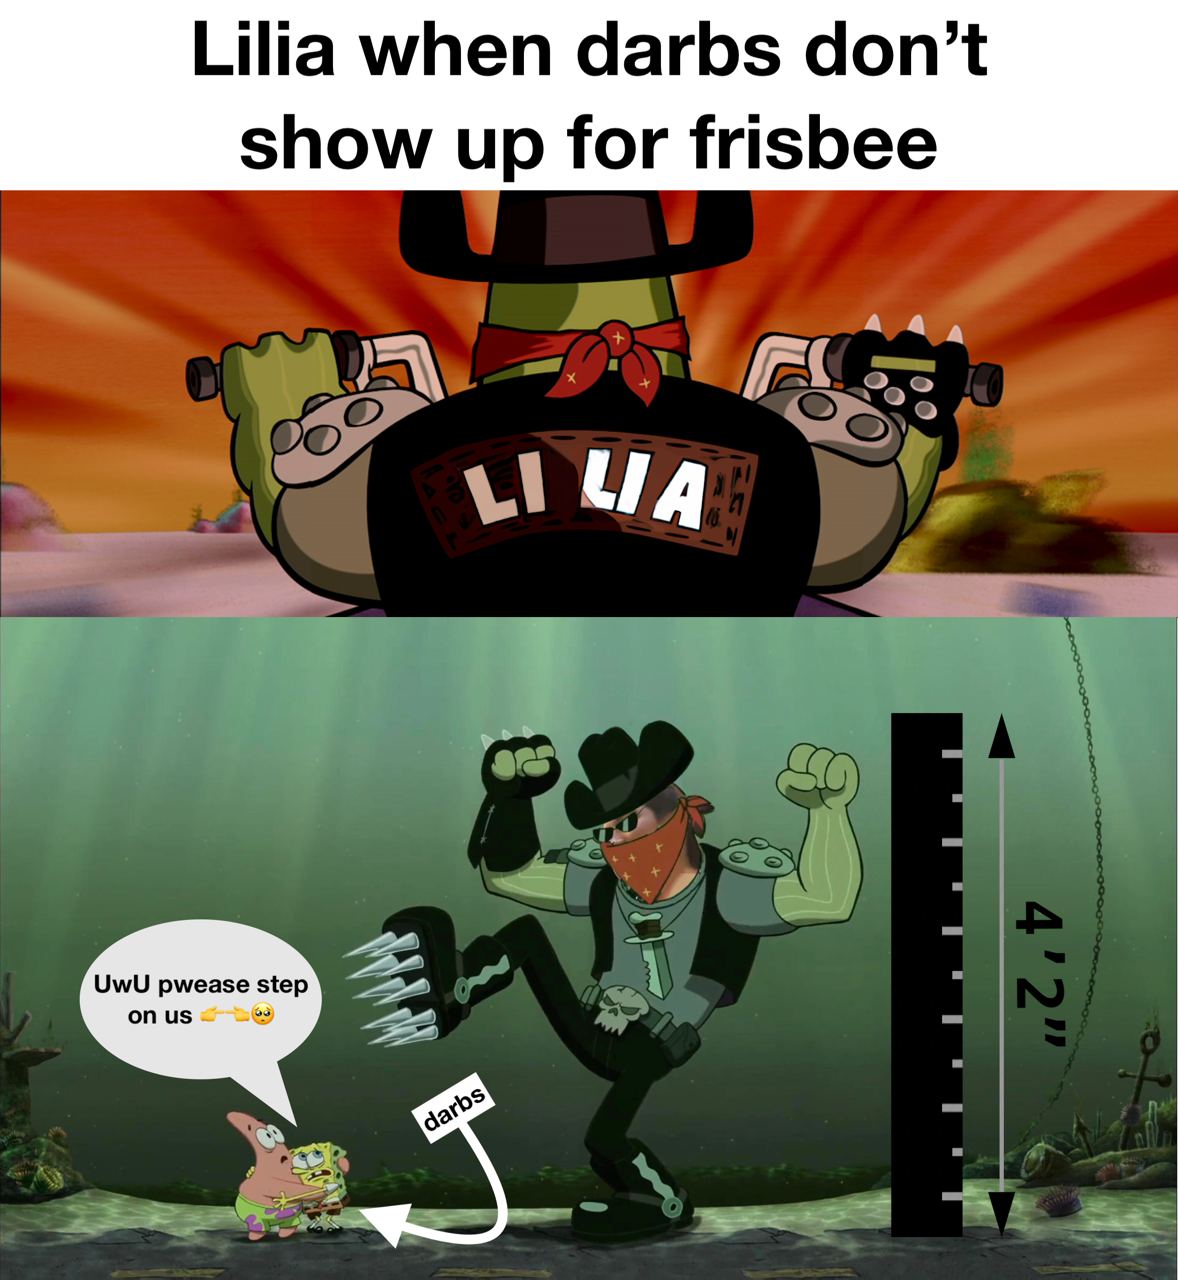 Lilia when darbs don’t
show up for frisbee
LI LIA
UwU pwease step
on us 👉👈🥺
darbs
4'2"